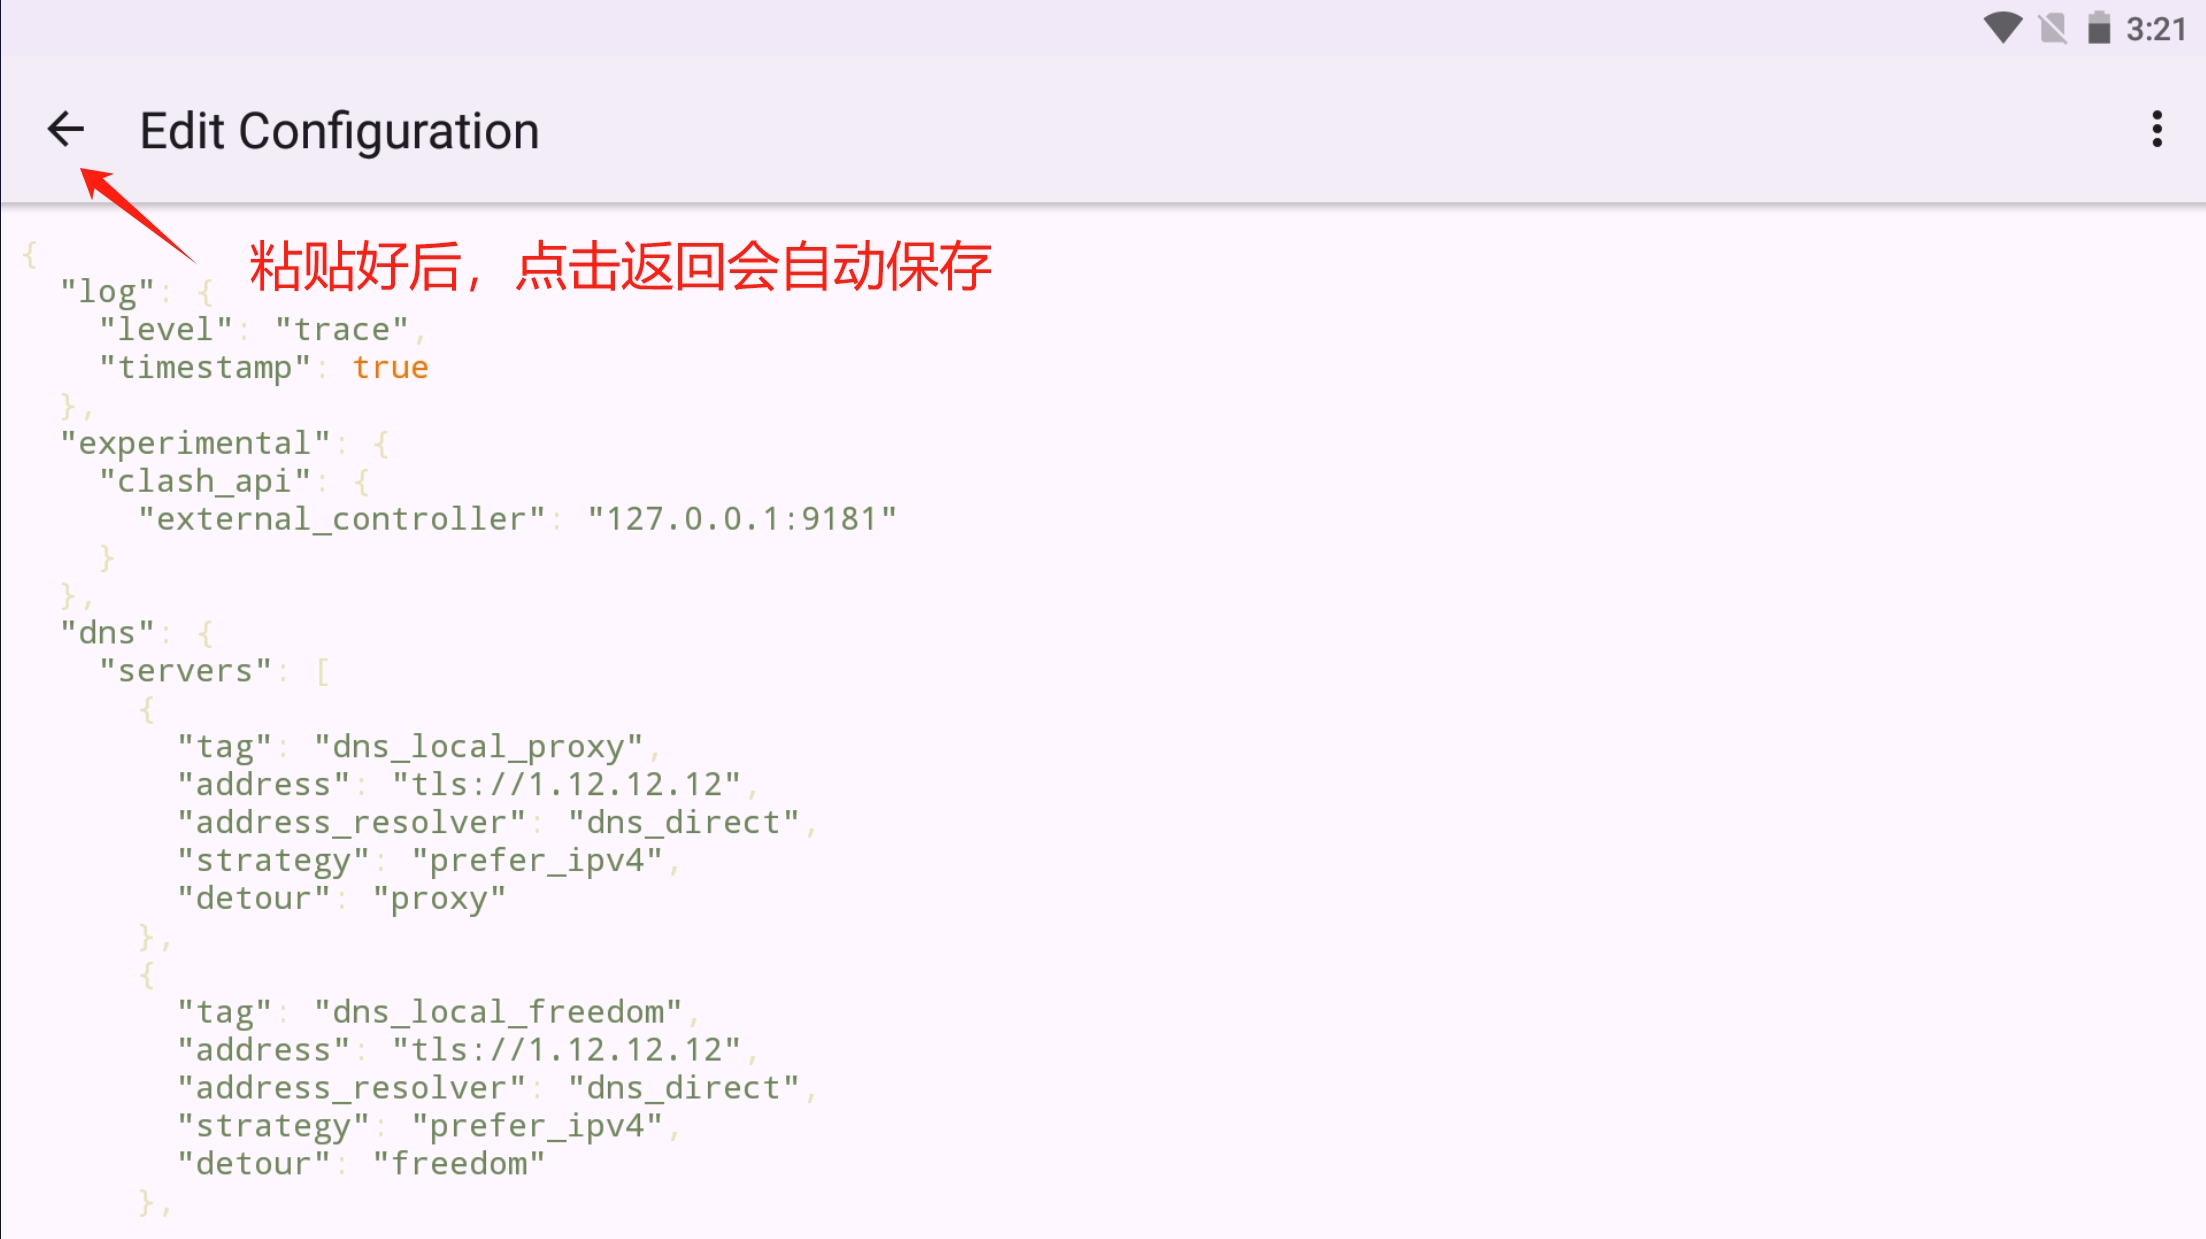 3:21
Edit Configuration
粘贴好后，点击返回会自动保存
{
  "log": {
    "level": "trace",
    "timestamp": true
  },
  "experimental": {
    "clash_api": {
      "external_controller": "127.0.0.1:9181"
    }
  },
  "dns": {
    "servers": [
      {
        "tag": "dns_local_proxy",
        "address": "tls://1.12.12.12",
        "address_resolver": "dns_direct",
        "strategy": "prefer_ipv4",
        "detour": "proxy"
      },
      {
        "tag": "dns_local_freedom",
        "address": "tls://1.12.12.12",
        "address_resolver": "dns_direct",
        "strategy": "prefer_ipv4",
        "detour": "freedom"
      },